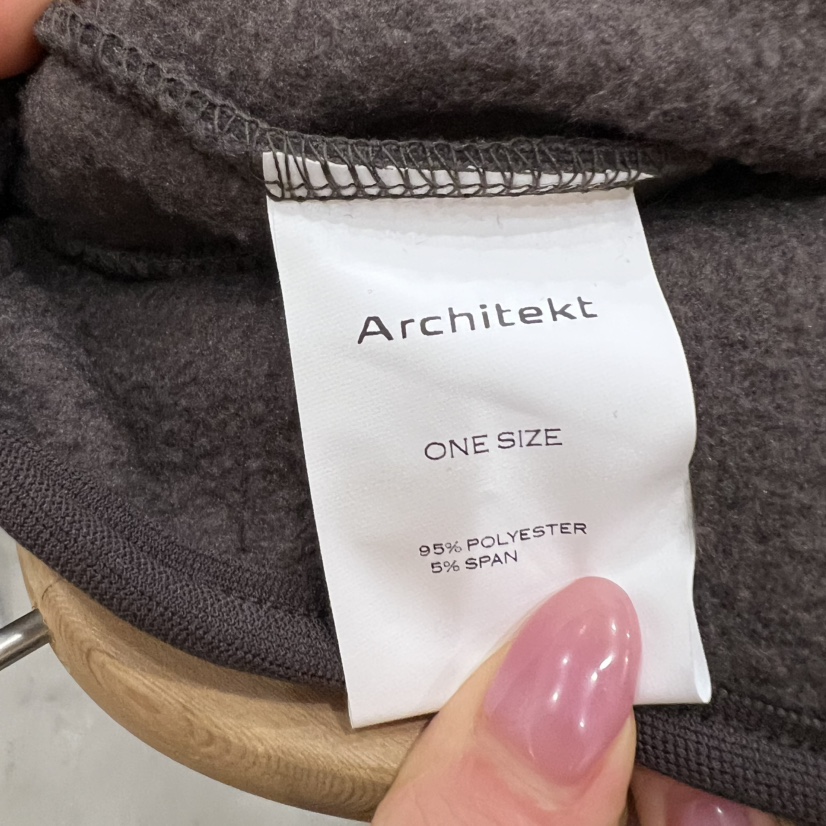 Architekt
ONE SIZE
95% POLYESTER
5% SPAN